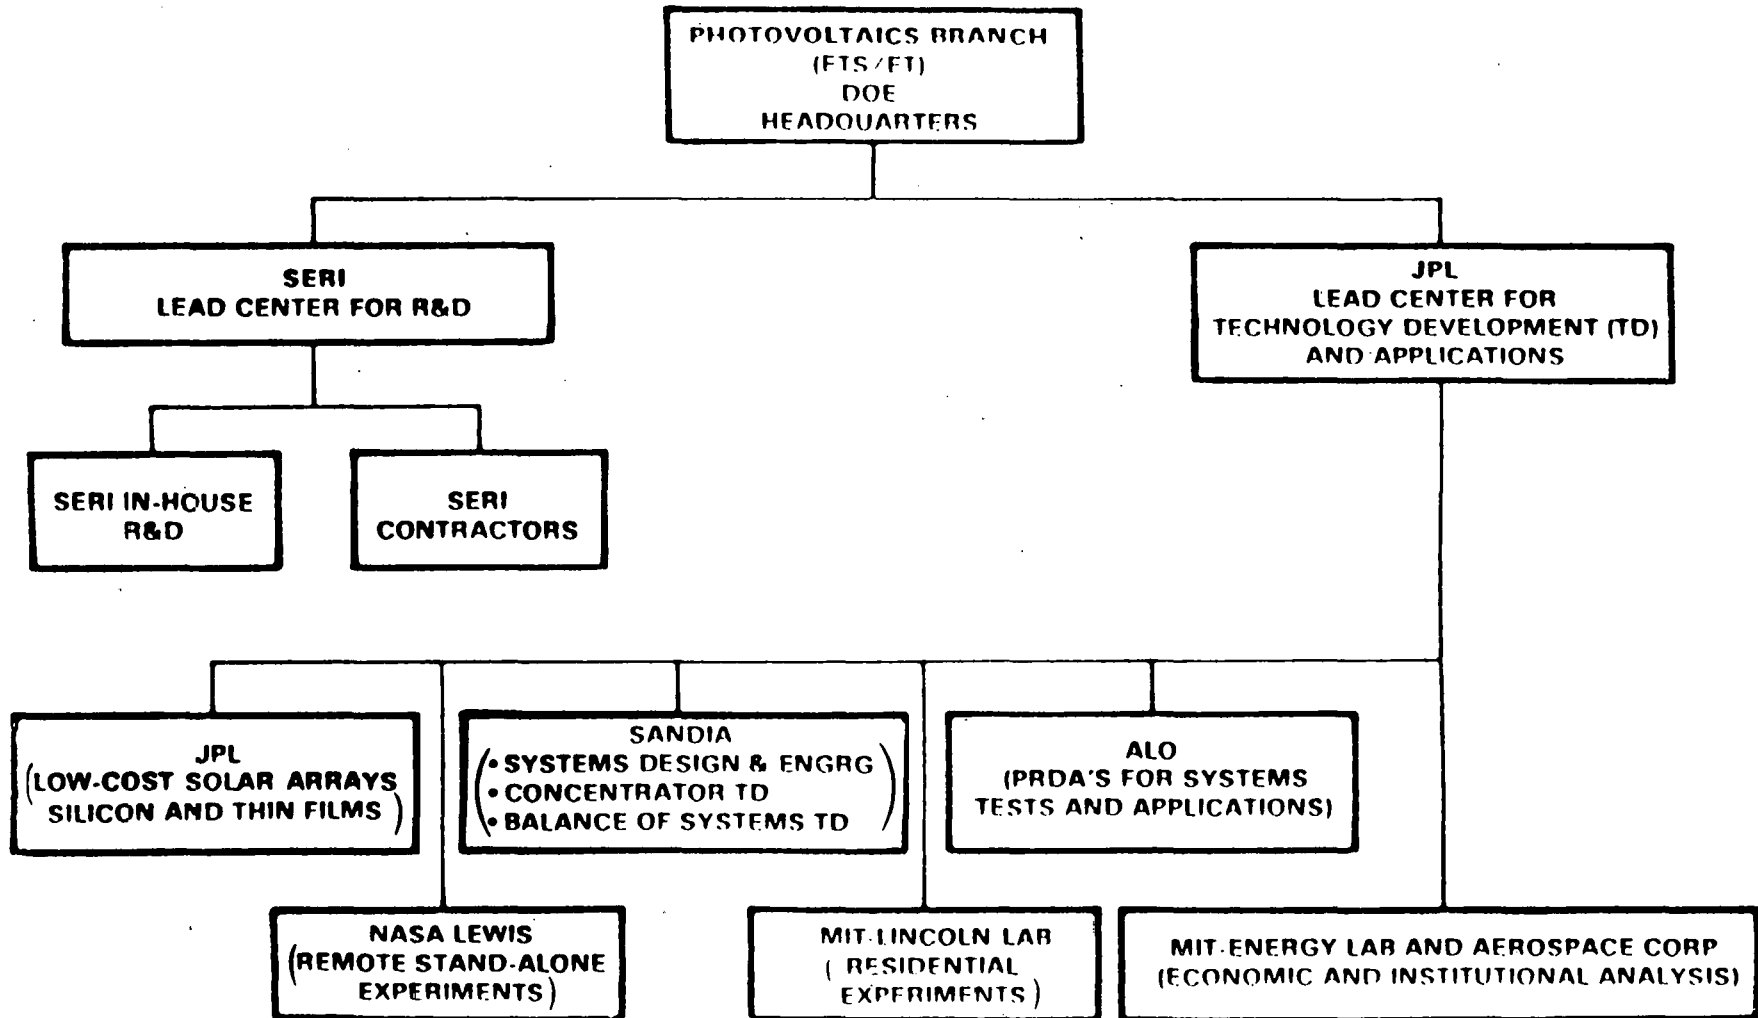 PHOTOVOLTAICS BRANCH
(ETS/ET)
DOE
HEADQUARTERS
SERI
LEAD CENTER FOR R&D
JPL
LEAD CENTER FOR
TECHNOLOGY DEVELOPMENT (TD)
AND APPLICATIONS
SERI IN-HOUSE
R&D
SERI
CONTRACTORS
JPL
(LOW-COST SOLAR ARRAYS
SILICON AND THIN FILMS)
SANDIA
(• SYSTEMS DESIGN & ENGRG
• CONCENTRATOR TD
• BALANCE OF SYSTEMS TD)
ALO
(PRDA'S FOR SYSTEMS
TESTS AND APPLICATIONS)
NASA LEWIS
(REMOTE STAND-ALONE
EXPERIMENTS)
MIT-LINCOLN LAB
(RESIDENTIAL
EXPERIMENTS)
MIT-ENERGY LAB AND AEROSPACE CORP
(ECONOMIC AND INSTITUTIONAL ANALYSIS)